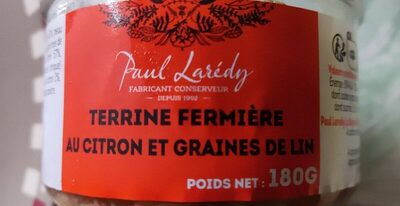 Paul Larédy
FABRICANT CONSERVEUR
DEPUIS 1992
TERRINE FERMIÈRE
AU CITRON ET GRAINES DE LIN
POIDS NET : 180G